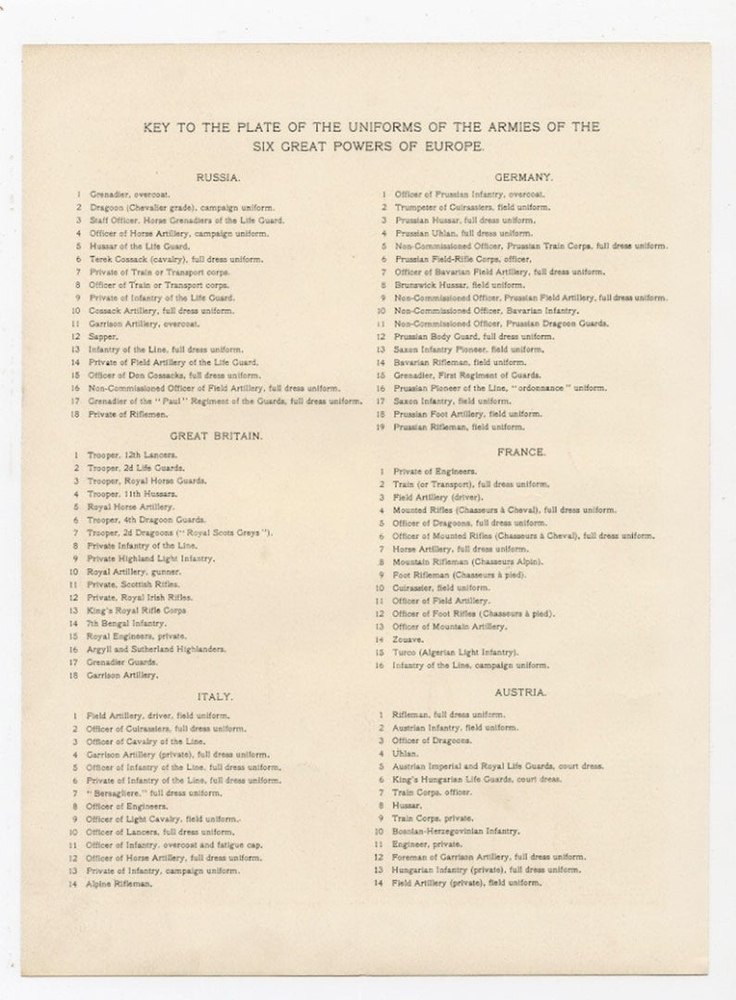 KEY TO THE PLATE OF THE UNIFORMS OF THE ARMIES OF THE
SIX GREAT POWERS OF EUROPE.
RUSSIA.
1 Grenadier, overcoat.
2 Dragoon (Chevalier grade), campaign uniform.
3 Staff Officer, Horse Grenadiers of the Life Guard.
4 Officer of Horse Artillery, campaign uniform.
5 Hussar of the Life Guard.
6 Terek Cossack (cavalry), full dress uniform.
7 Private of Train or Transport corps.
8 Officer of Train or Transport corps.
9 Private of Infantry of the Life Guard.
10 Cossack Artillery, full dress uniform.
11 Garrison Artillery, overcoat.
12 Sapper.
13 Infantry of the Line, full dress uniform.
14 Private of Field Artillery of the Life Guard.
15 Officer of Don Cossacks, full dress uniform.
16 Non-Commissioned Officer of Field Artillery, full dress uniform.
17 Grenadier of the "Paul" Regiment of the Guards, full dress uniform.
18 Private of Riflemen.
GREAT BRITAIN.
1 Trooper, 12th Lancers.
2 Trooper, 2d Life Guards.
3 Trooper, Royal Horse Guards.
4 Trooper, 11th Hussars.
5 Royal Horse Artillery.
6 Trooper, 4th Dragoon Guards.
7 Trooper, 2d Dragoons ("Royal Scots Greys").
8 Private Infantry of the Line.
9 Private Highland Light Infantry.
10 Royal Artillery, gunner.
11 Private, Scottish Rifles.
12 Private, Royal Irish Rifles.
13 King's Royal Rifle Corps
14 7th Bengal Infantry.
15 Royal Engineers, private.
16 Argyll and Sutherland Highlanders.
17 Grenadier Guards.
18 Garrison Artillery.
ITALY.
1 Field Artillery, driver, field uniform.
2 Officer of Cuirassiers, full dress uniform.
3 Officer of Cavalry of the Line.
4 Garrison Artillery (private), full dress uniform.
5 Officer of Infantry of the Line, full dress uniform.
6 Private of Infantry of the Line, full dress uniform.
7 "Bersagliere," full dress uniform.
8 Officer of Engineers.
9 Officer of Light Cavalry, field uniform.
10 Officer of Lancers, full dress uniform.
11 Officer of Infantry, overcoat and fatigue cap.
12 Officer of Horse Artillery, full dress uniform.
13 Private of Infantry, campaign uniform.
14 Alpine Rifleman.
GERMANY.
1 Officer of Prussian Infantry, overcoat.
2 Trumpeter of Cuirassiers, field uniform.
3 Prussian Hussar, full dress uniform.
4 Prussian Uhlan, full dress uniform.
5 Non-Commissioned Officer, Prussian Train Corps, full dress uniform.
6 Prussian Field-Rifle Corps, officer.
7 Officer of Bavarian Field Artillery, full dress uniform.
8 Brunswick Hussar, field uniform.
9 Non-Commissioned Officer, Prussian Field Artillery, full dress uniform.
10 Non-Commissioned Officer, Bavarian Infantry.
11 Non-Commissioned Officer, Prussian Dragoon Guards.
12 Prussian Body Guard, full dress uniform.
13 Saxon Infantry Pioneer, field uniform.
14 Bavarian Rifleman, field uniform.
15 Grenadier, First Regiment of Guards.
16 Prussian Pioneer of the Line, "ordonnance" uniform.
17 Saxon Infantry, field uniform.
18 Prussian Foot Artillery, field uniform.
19 Prussian Rifleman, field uniform.
FRANCE.
1 Private of Engineers.
2 Train (or Transport), full dress uniform.
3 Field Artillery (driver).
4 Mounted Rifles (Chasseurs à Cheval), full dress uniform.
5 Officer of Dragoons, full dress uniform.
6 Officer of Mounted Rifles (Chasseurs à Cheval), full dress uniform.
7 Horse Artillery, full dress uniform.
8 Mountain Rifleman (Chasseurs Alpin).
9 Foot Rifleman (Chasseurs à pied).
10 Cuirassier, field uniform.
11 Officer of Field Artillery.
12 Officer of Foot Rifles (Chasseurs à pied).
13 Officer of Mountain Artillery.
14 Zouave.
15 Turco (Algerian Light Infantry).
16 Infantry of the Line, campaign uniform.
AUSTRIA.
1 Rifleman, full dress uniform.
2 Austrian Infantry, field uniform.
3 Officer of Dragoons.
4 Uhlan.
5 Austrian Imperial and Royal Life Guards, court dress.
6 King's Hungarian Life Guards, court dress.
7 Train Corps, officer.
8 Hussar.
9 Train Corps, private.
10 Bosnian-Herzegovinian Infantry.
11 Engineer, private.
12 Foreman of Garrison Artillery, full dress uniform.
13 Hungarian Infantry (private), full dress uniform.
14 Field Artillery (private), field uniform.